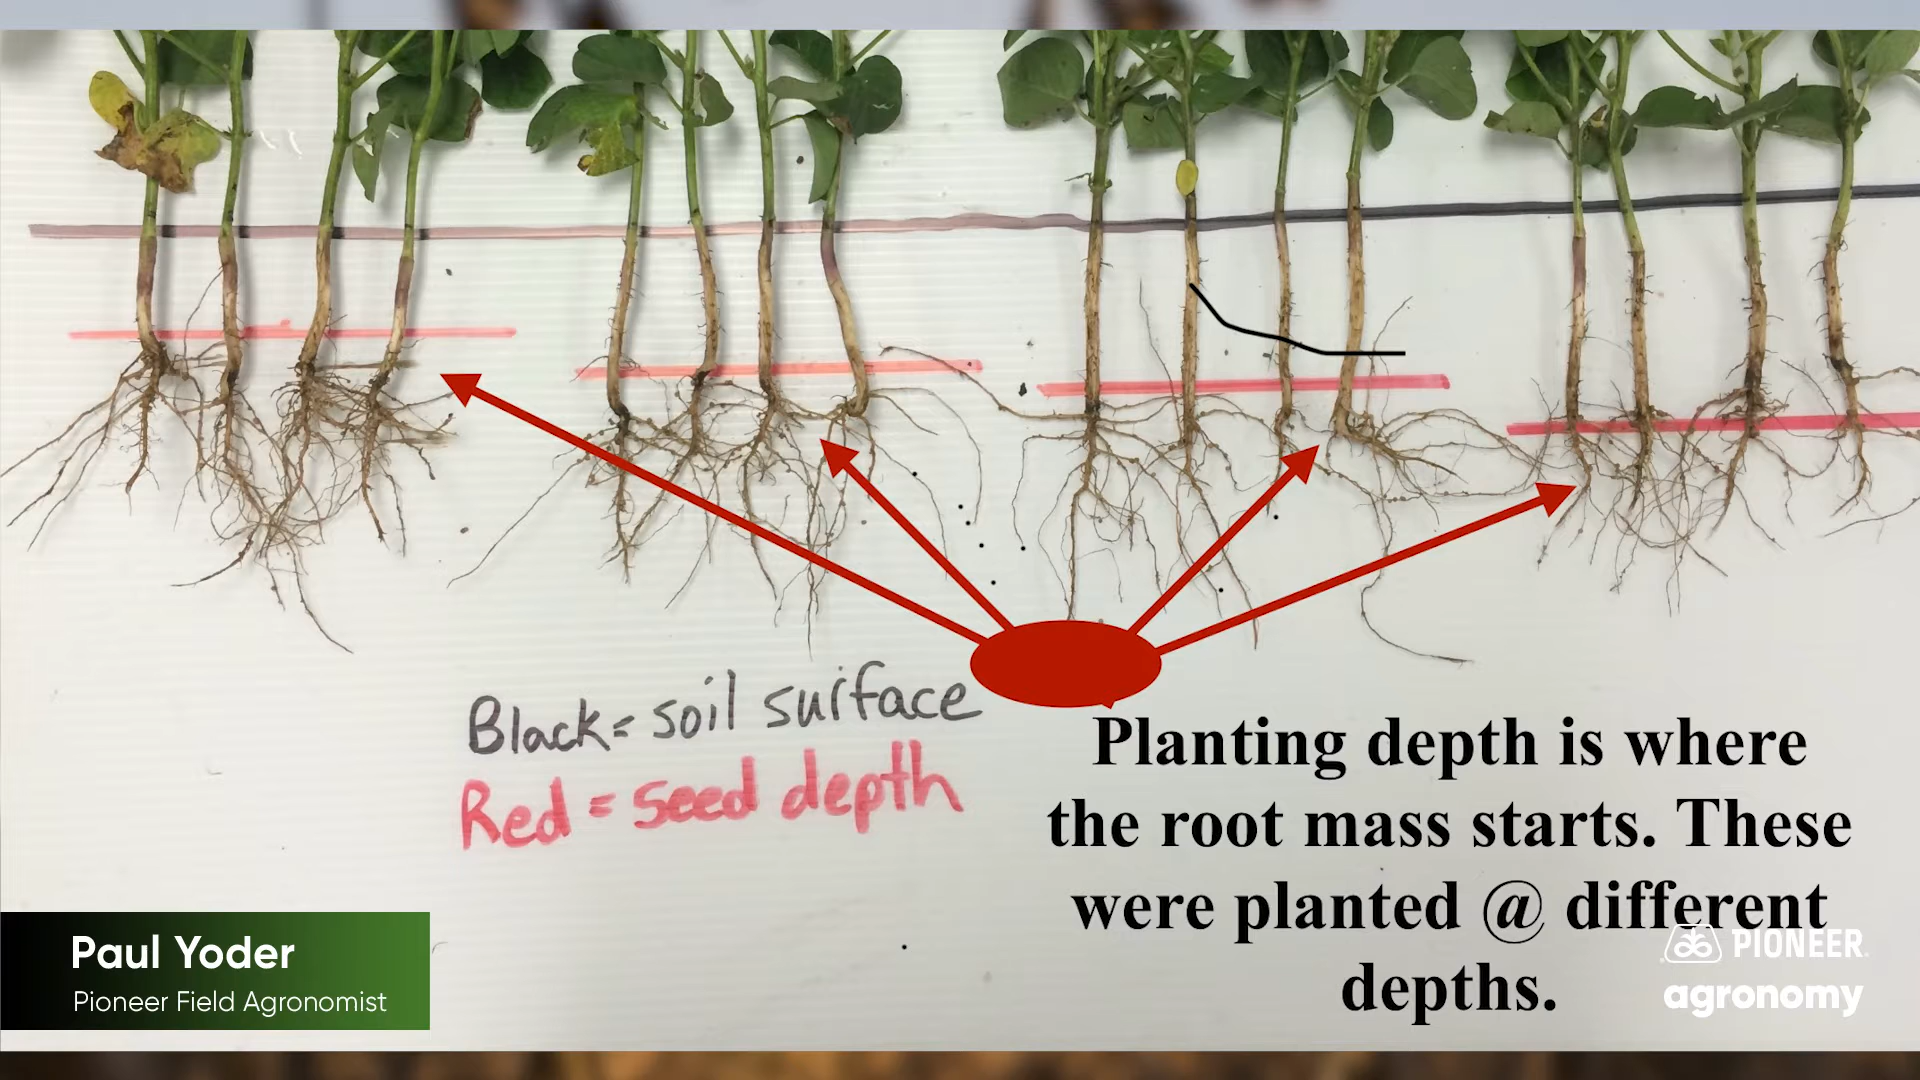 Black= soil surface
Red = seed depth
Planting depth is where
the root mass starts. These
were planted @ different
depths.
Paul Yoder
Pioneer Field Agronomist
PIONEER
agronomy